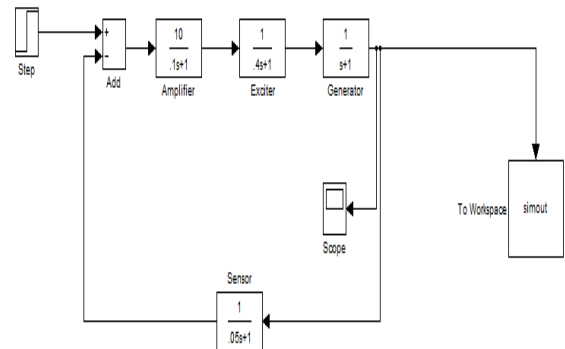 Step
+
−
Add
10
.1s+1
Amplifier
1
.4s+1
Exciter
1
s+1
Generator
Scope
To Workspace
simout
Sensor
1
.05s+1